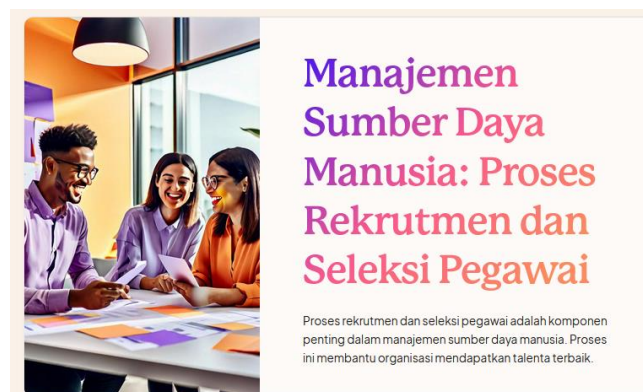 Manajemen
Sumber Daya
Manusia: Proses
Rekrutmen dan
Seleksi Pegawai
Proses rekrutmen dan seleksi pegawai adalah komponen
penting dalam manajemen sumber daya manusia. Proses
ini membantu organisasi mendapatkan talenta terbaik.